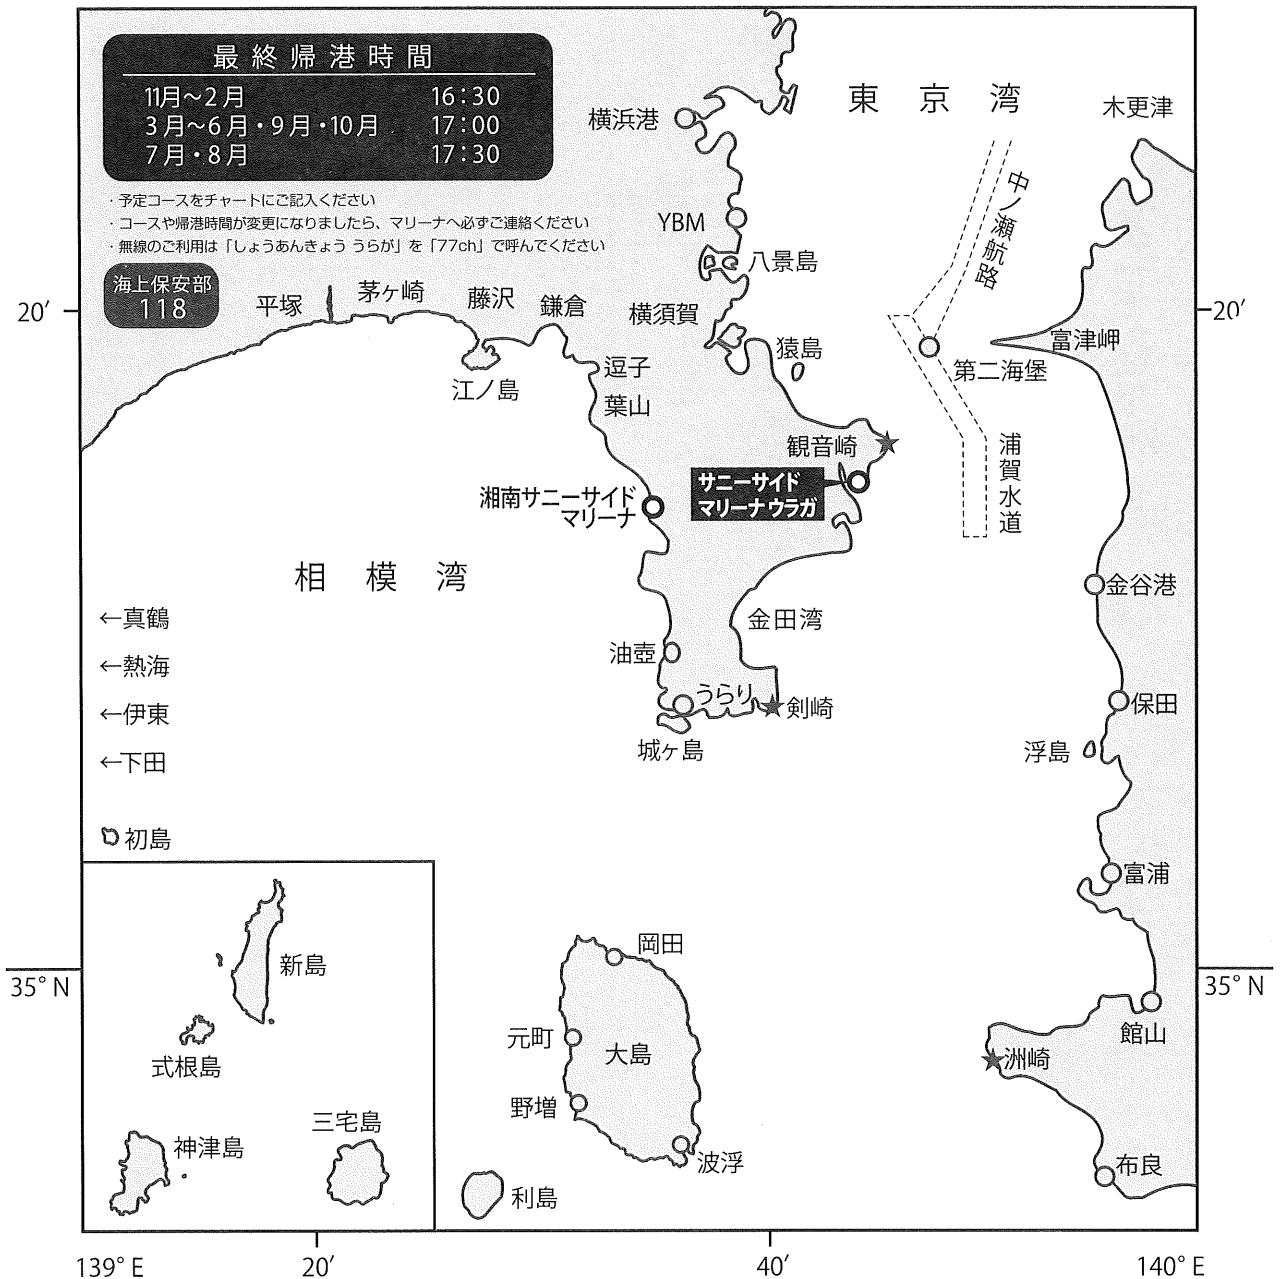 最終帰港時間
11月～2月 16：30
3月～6月・9月・10月 17：00
7月・8月 17：30
・予定コースをチャートにご記入ください
・コースや帰港時間が変更になりましたら、マリーナへ必ずご連絡ください
・無線のご利用は「しょうあんきょう うらが」を「77ch」で呼んでください
海上保安部
118
東京湾
木更津
横浜港
中ノ瀬航路
YBM
八景島
平塚
茅ヶ崎
藤沢
鎌倉
横須賀
20′
20′
猿島
富津岬
第二海堡
逗子
江ノ島
葉山
観音崎
浦賀水道
サニーサイド
マリーナウラガ
湘南サニーサイド
マリーナ
相模湾
金谷港
←真鶴
金田湾
油壺
←熱海
うらり
剣崎
保田
←伊東
城ヶ島
浮島
←下田
初島
富浦
岡田
新島
35°N
35°N
館山
元町
大島
洲崎
式根島
野増
三宅島
神津島
波浮
布良
利島
139°E
20′
40′
140°E